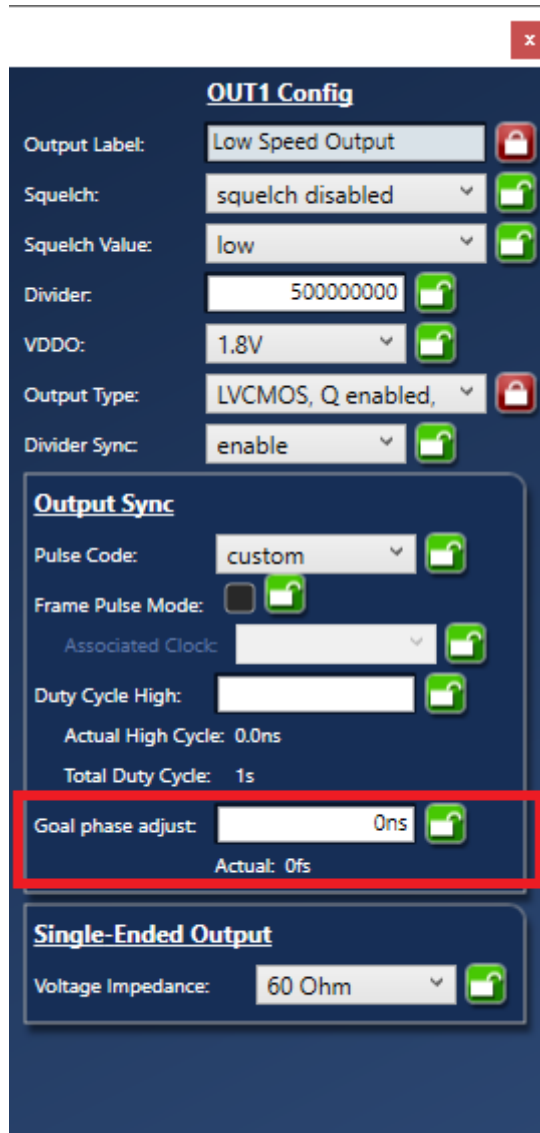 x
OUT1 Config
Output Label: Low Speed Output
Squelch: squelch disabled
Squelch Value: low
Divider: 500000000
VDDO: 1.8V
Output Type: LVCMOS, Q enabled,
Divider Sync: enable
Output Sync
Pulse Code: custom
Frame Pulse Mode:
Associated Clock:
Duty Cycle High:
Actual High Cycle: 0.0ns
Total Duty Cycle: 1s
Goal phase adjust: 0ns
Actual: 0fs
Single-Ended Output
Voltage Impedance: 60 Ohm